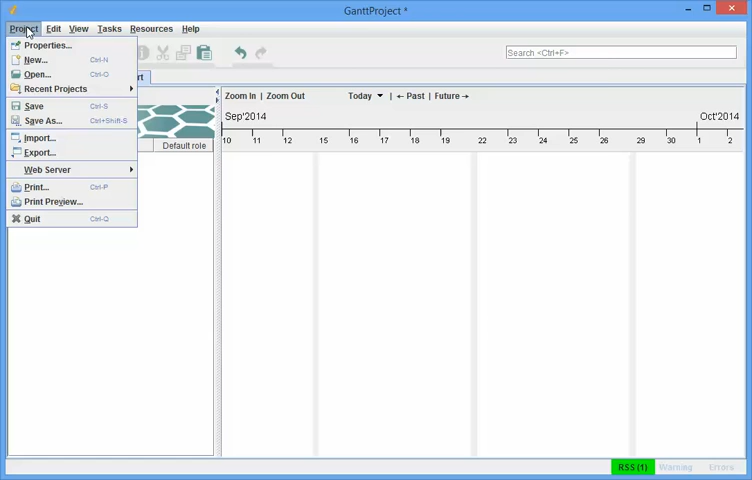 GanttProject *
Project Edit View Tasks Resources Help
Properties...
New... Ctrl-N
Open... Ctrl-O
Recent Projects
Save Ctrl-S
Save As... Ctrl+Shift-S
Import...
Export...
Web Server
Print... Ctrl-P
Print Preview...
Quit Ctrl-Q
Search <Ctrl+F>
Default role
Zoom In | Zoom Out Today | ← Past | Future →
Sep'2014 Oct'2014
10 11 12 15 16 17 18 19 22 23 24 25 26 29 30 1 2
RSS (1) Warning Errors